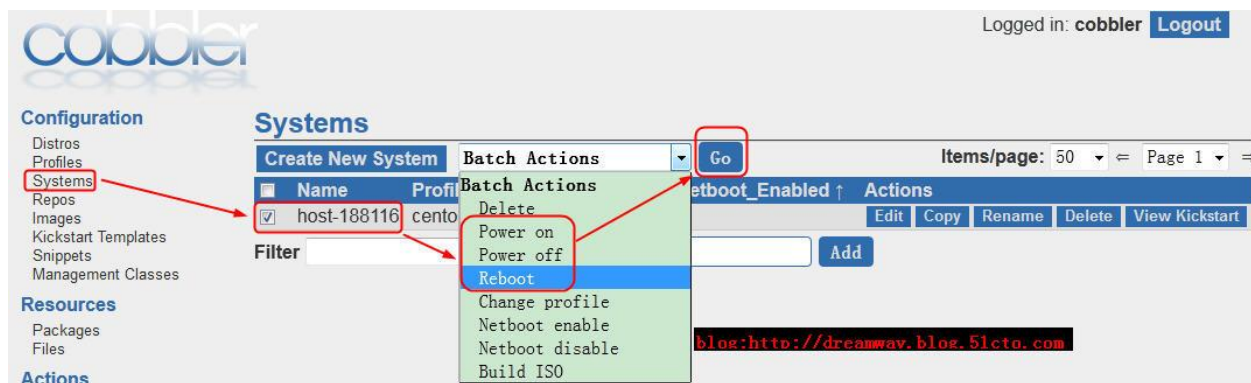 cobbler
Logged in: cobbler Logout
Configuration
Distros
Profiles
Systems
Repos
Images
Kickstart Templates
Snippets
Management Classes
Resources
Packages
Files
Actions
Systems
Create New System Batch Actions Go Items/page: 50 Page 1
Name Profil etboot_Enabled ↑ Actions
host-188116 cento Edit Copy Rename Delete View Kickstart
Filter Add
Batch Actions
Delete
Power on
Power off
Reboot
Change profile
Netboot enable
Netboot disable
Build ISO
blog:http://dreamway.blog.51cto.com